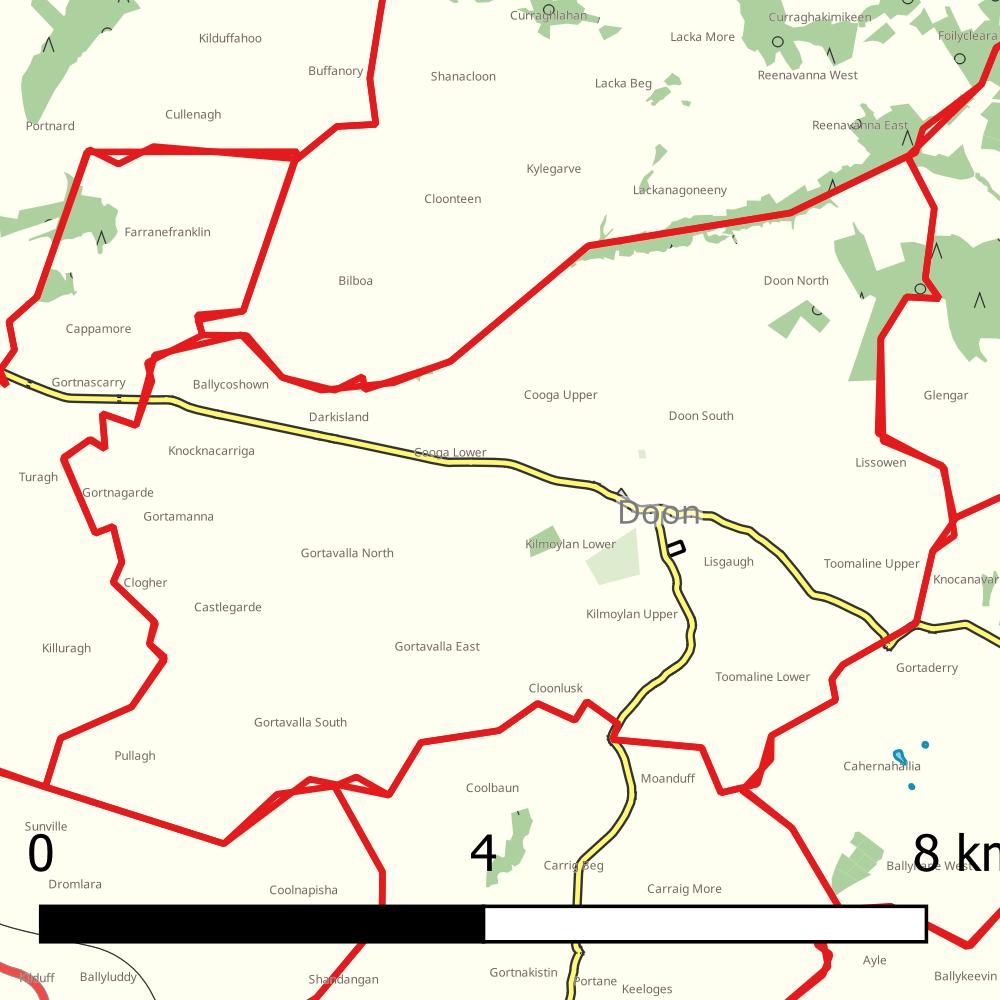 Curraghlahan
Curraghakimikeen
Kilduffahoo
Lacka More
Foilycleara
Buffanory
Shanacloon
Lacka Beg
Reenavanna West
Cullenagh
Portnard
Reenavanna East
Kylegarve
Lackanagoneeny
Cloonteen
Farranefranklin
Bilboa
Doon North
Cappamore
Gortnascarry
Ballycoshown
Cooga Upper
Glengar
Darkisland
Doon South
Knocknacarriga
Cooga Lower
Lissowen
Turagh
Gortnagarde
Gortamanna
Doon
Kilmoylan Lower
Gortavalla North
Lisgaugh
Toomaline Upper
Clogher
Knocanavar
Castlegarde
Kilmoylan Upper
Killuragh
Gortavalla East
Gortaderry
Toomaline Lower
Cloonlusk
Gortavalla South
Pullagh
Cahernahallia
Moanduff
Coolbaun
Sunville
0 4 8 km
Carrig Beg
Ballyhane West
Dromlara
Coolnapisha
Carraig More
Ayle
Kilduff
Ballyluddy
Shandangan
Gortnakistin
Portane
Keeloges
Ballykeevin